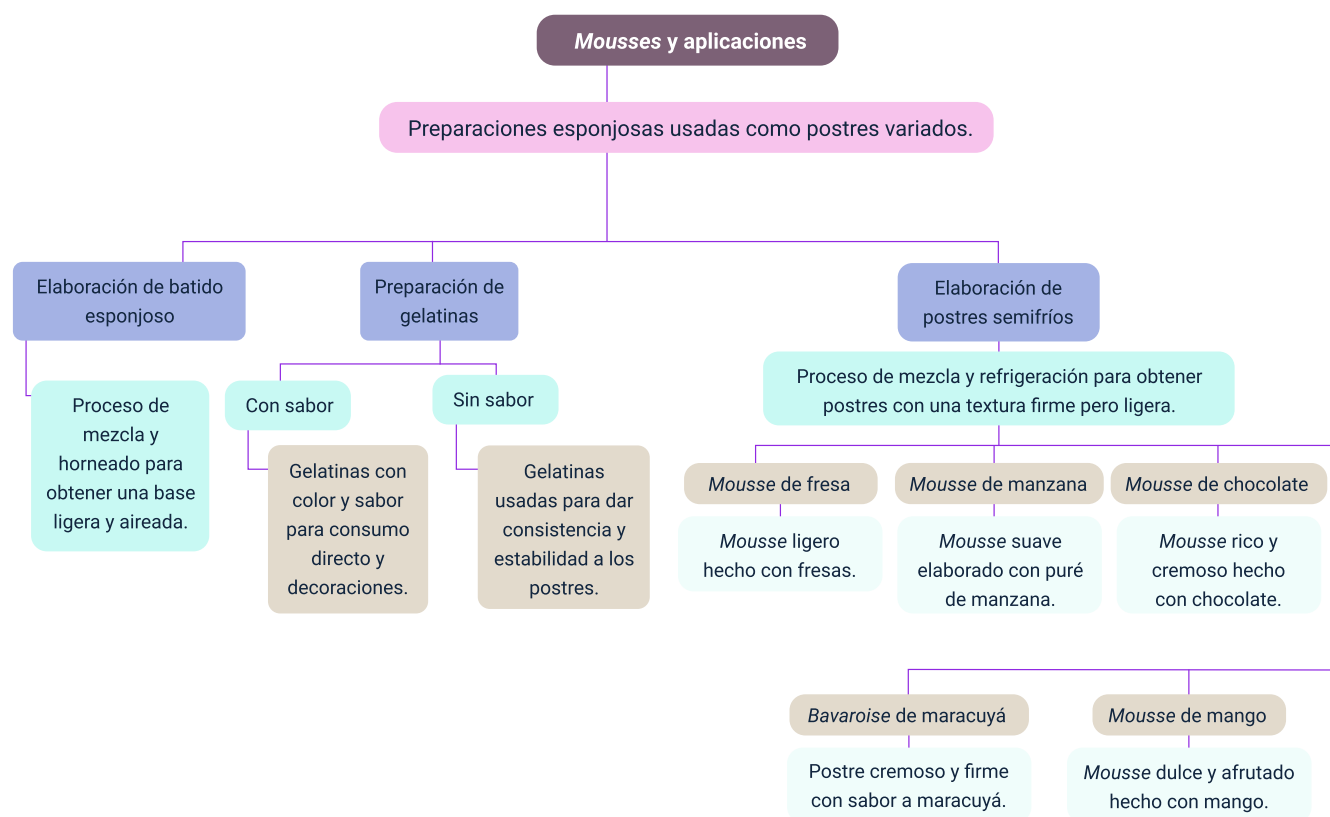 Mousses y aplicaciones
Preparaciones esponjosas usadas como postres variados.
Elaboración de batido
esponjoso
Proceso de
mezcla y
horneado para
obtener una base
ligera y aireada.
Preparación de
gelatinas
Con sabor
Gelatinas con
color y sabor
para consumo
directo y
decoraciones.
Sin sabor
Gelatinas
usadas para dar
consistencia y
estabilidad a los
postres.
Elaboración de
postres semifríos
Proceso de mezcla y refrigeración para obtener
postres con una textura firme pero ligera.
Mousse de fresa
Mousse ligero
hecho con fresas.
Mousse de manzana
Mousse suave
elaborado con puré
de manzana.
Mousse de chocolate
Mousse rico y
cremoso hecho
con chocolate.
Bavaroise de maracuyá
Postre cremoso y firme
con sabor a maracuyá.
Mousse de mango
Mousse dulce y afrutado
hecho con mango.